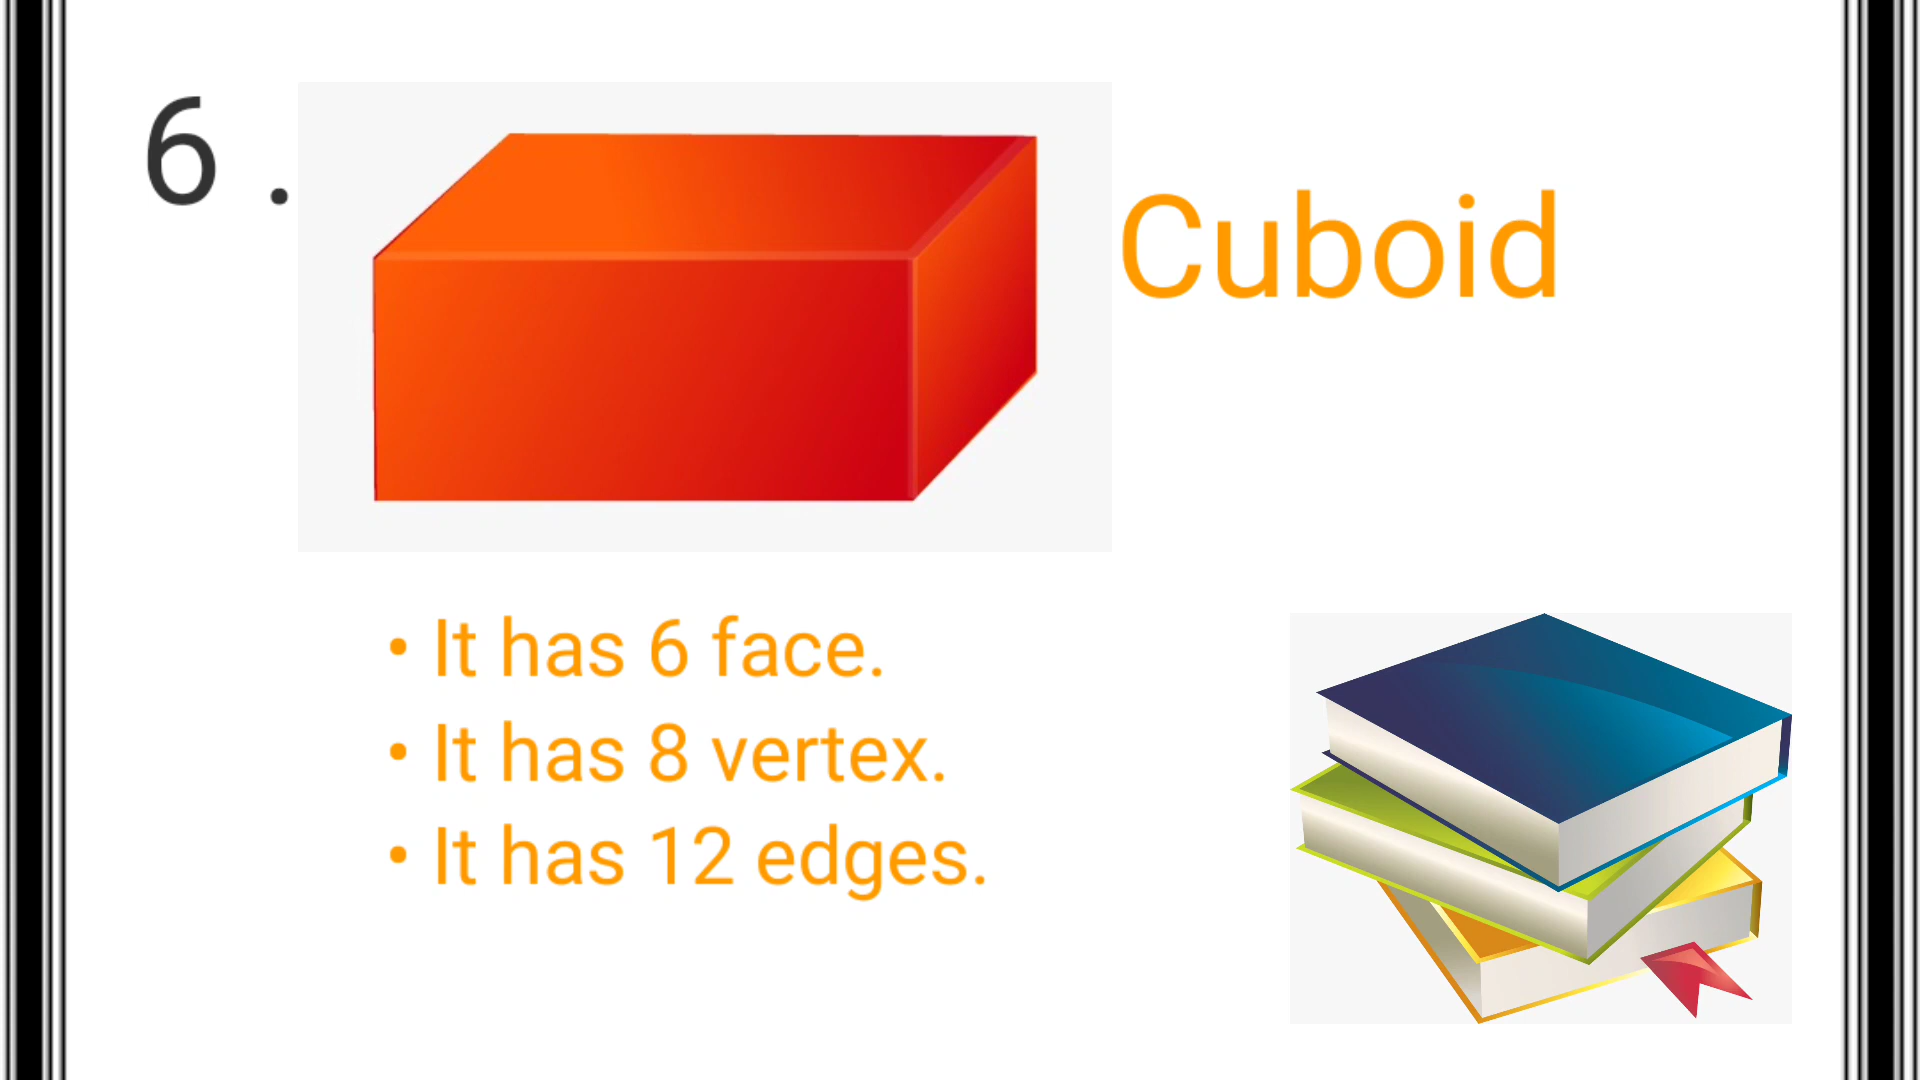 6 .
Cuboid
• It has 6 face.
• It has 8 vertex.
• It has 12 edges.